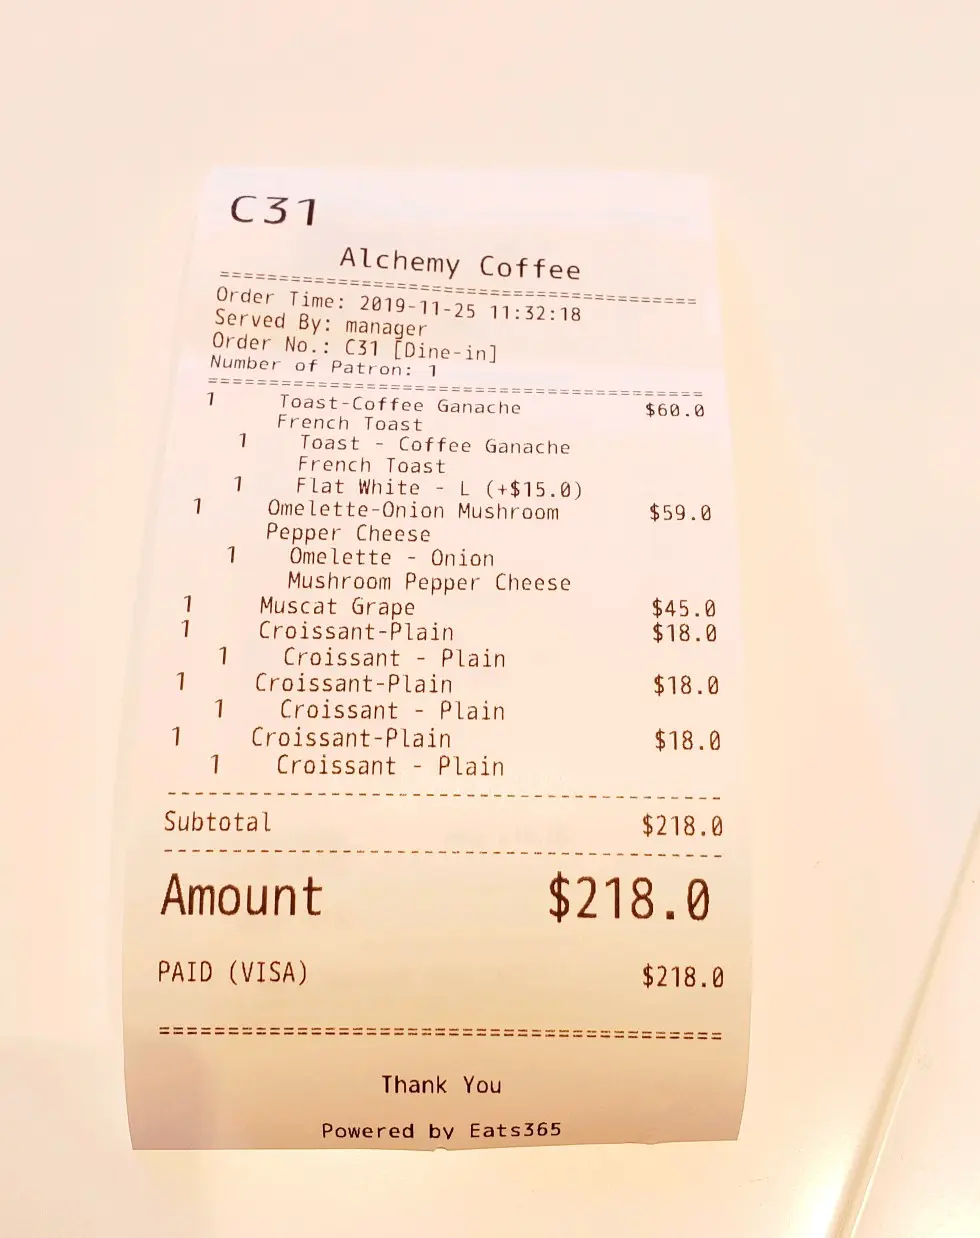 C31
Alchemy Coffee
========================================
Order Time: 2019-11-25 11:32:18
Served By: manager
Order No.: C31 [Dine-in]
Number of Patron: 1
========================================
1 Toast-Coffee Ganache $60.0
French Toast
1 Toast - Coffee Ganache
French Toast
1 Flat White - L (+$15.0)
1 Omelette-Onion Mushroom $59.0
Pepper Cheese
1 Omelette - Onion
Mushroom Pepper Cheese
1 Muscat Grape $45.0
1 Croissant-Plain $18.0
1 Croissant - Plain
1 Croissant-Plain $18.0
1 Croissant - Plain
1 Croissant-Plain $18.0
1 Croissant - Plain
----------------------------------------
Subtotal $218.0
----------------------------------------
Amount $218.0
PAID (VISA) $218.0
========================================
Thank You
Powered by Eats365